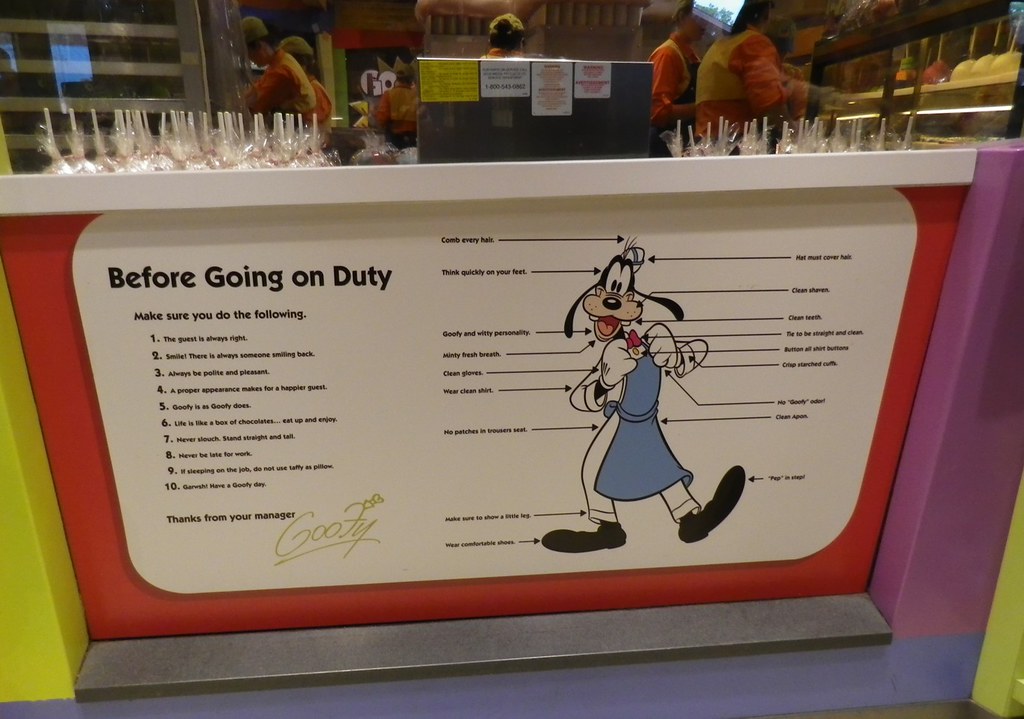 GO
1-800-543-0862
Before Going on Duty
Make sure you do the following.
1. The guest is always right.
2. Smile! There is always someone smiling back.
3. Always be polite and pleasant.
4. A proper appearance makes for a happier guest.
5. Goofy is as Goofy does.
6. Life is like a box of chocolates... eat up and enjoy.
7. Never slouch. Stand straight and tall.
8. Never be late for work.
9. If sleeping on the job, do not use taffy as pillow.
10. Garwsh! Have a Goofy day.
Thanks from your manager
Goofy
Comb every hair.
Think quickly on your feet.
Goofy and witty personality.
Minty fresh breath.
Clean gloves.
Wear clean shirt.
No patches in trousers seat.
Make sure to show a little leg.
Wear comfortable shoes.
Hat must cover hair.
Clean shaven.
Clean teeth.
Tie to be straight and clean.
Button all shirt buttons
Crisp starched cuffs.
No "Goofy" odor!
Clean Apon.
"Pep" in step!